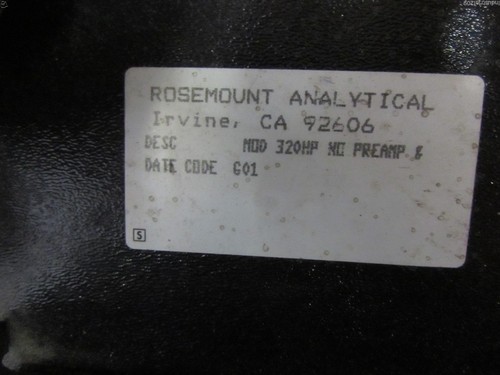 ROSEMOUNT ANALYTICAL
Irvine, CA 92606
DESC MOD 320HP NO PREAMP &
DATE CODE G01
S